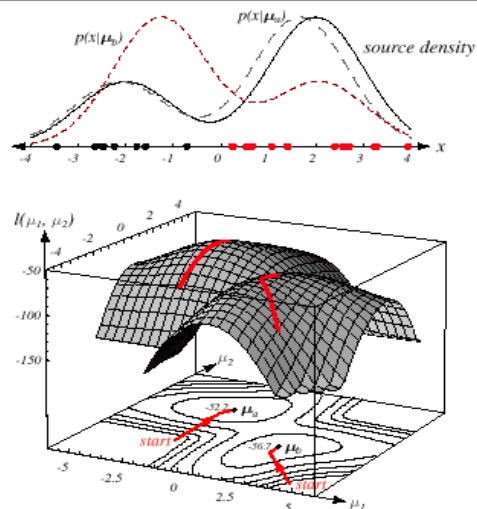 p(x|μb)
p(x|μa)
source density
-4 -3 -2 -1 0 1 2 3 4 x
l(μ1, μ2)
-4 -2 0 2 4
-50
-100
-150
μ2
-52.2 μa
start
-56.7 μb
start
-5 -2.5 0 2.5 5 μ1